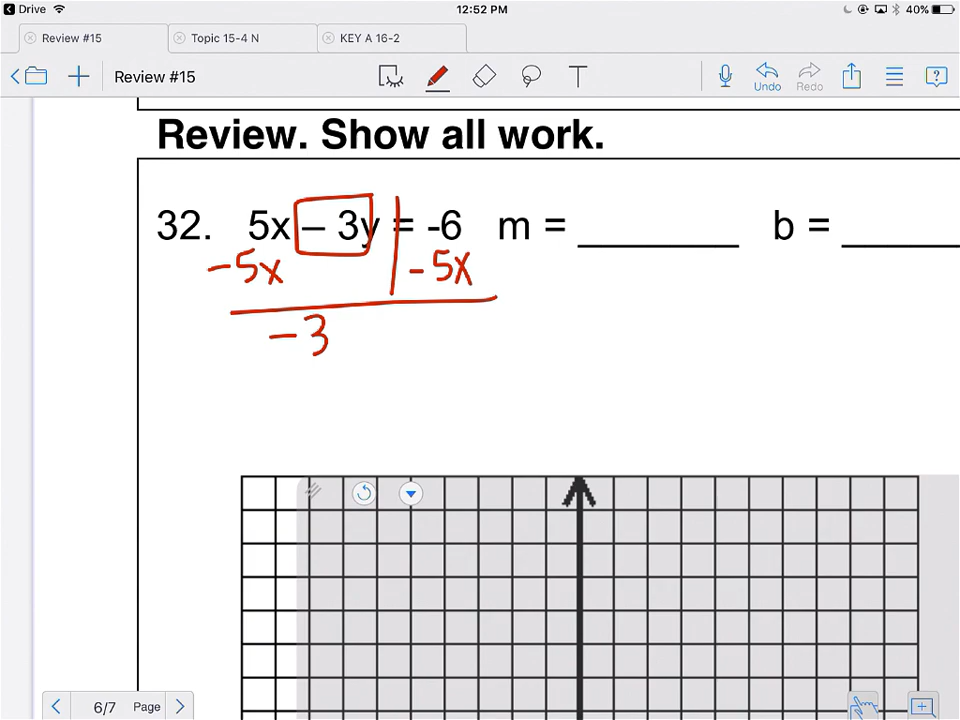 Drive 12:52 PM 40%
Review #15 Topic 15-4 N KEY A 16-2
Review #15 T Undo Redo ?
Review. Show all work.
32. 5x – 3y = -6 m = ________ b = ______
-5x -5x
-3
6/7 Page